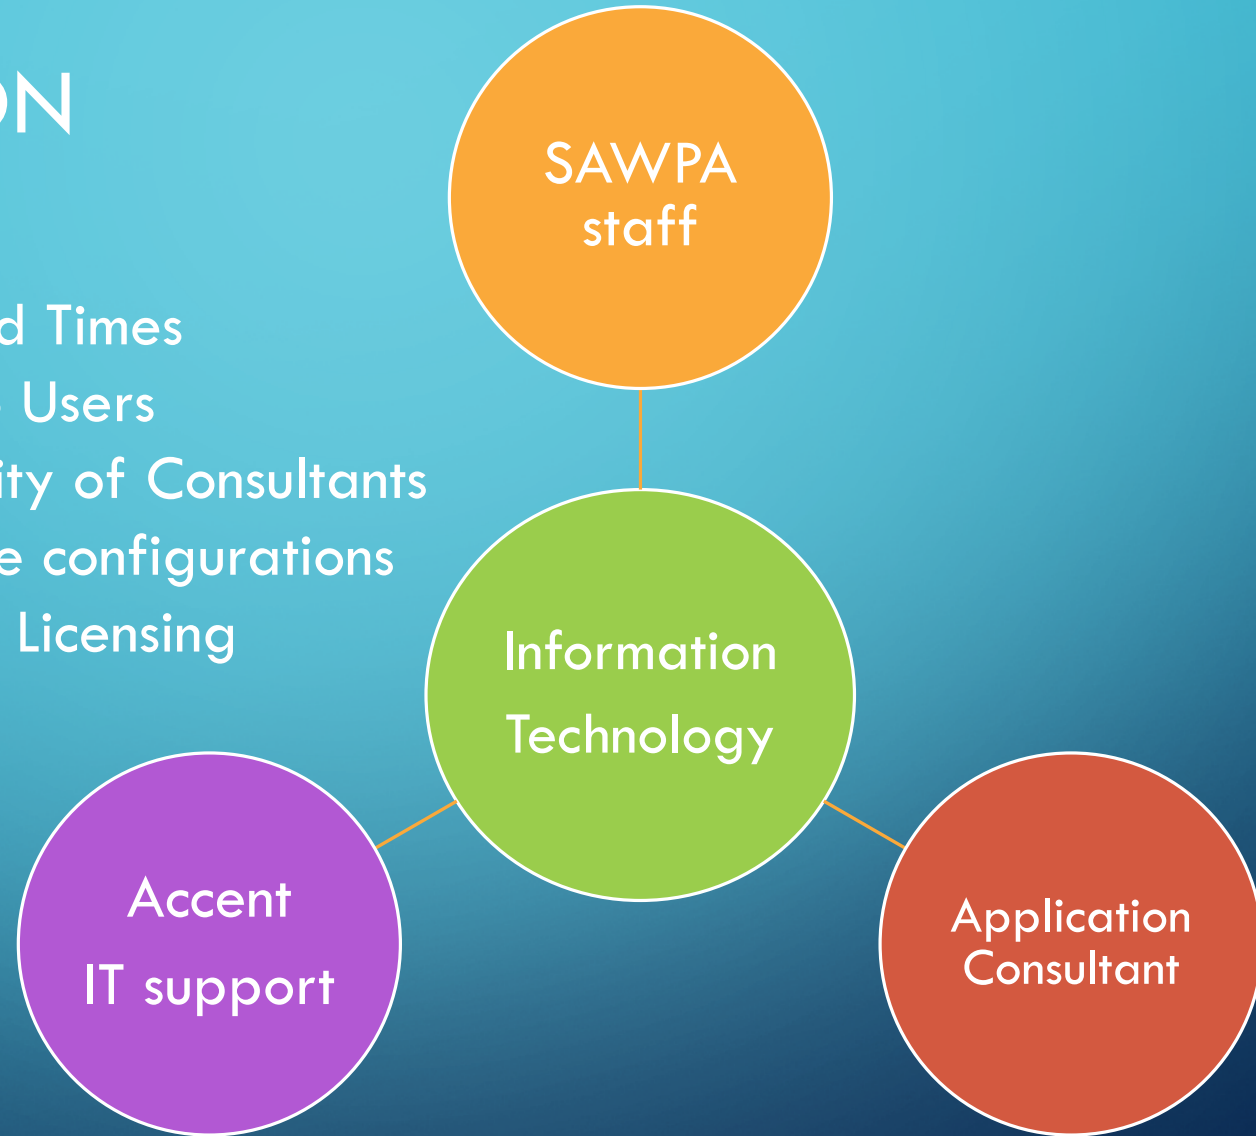 ON
d Times
Users
ity of Consultants
e configurations
Licensing
SAWPA
staff
Information
Technology
Accent
IT support
Application
Consultant